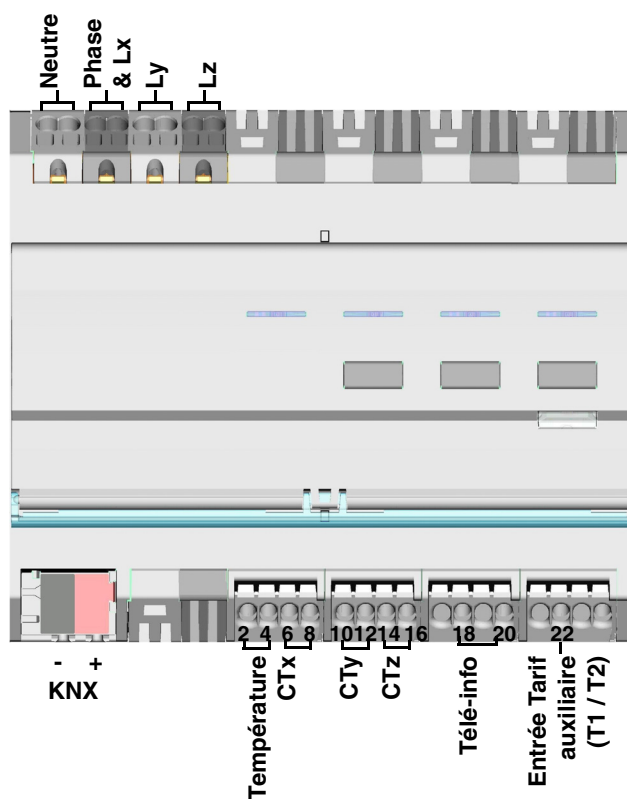 Neutre
Phase
& Lx
Ly
Lz
2 4 6 8 10 12 14 16 18 20 22
- +
KNX
Température
CTx
CTy
CTz
Télé-info
Entrée Tarif
auxiliaire
(T1 / T2)